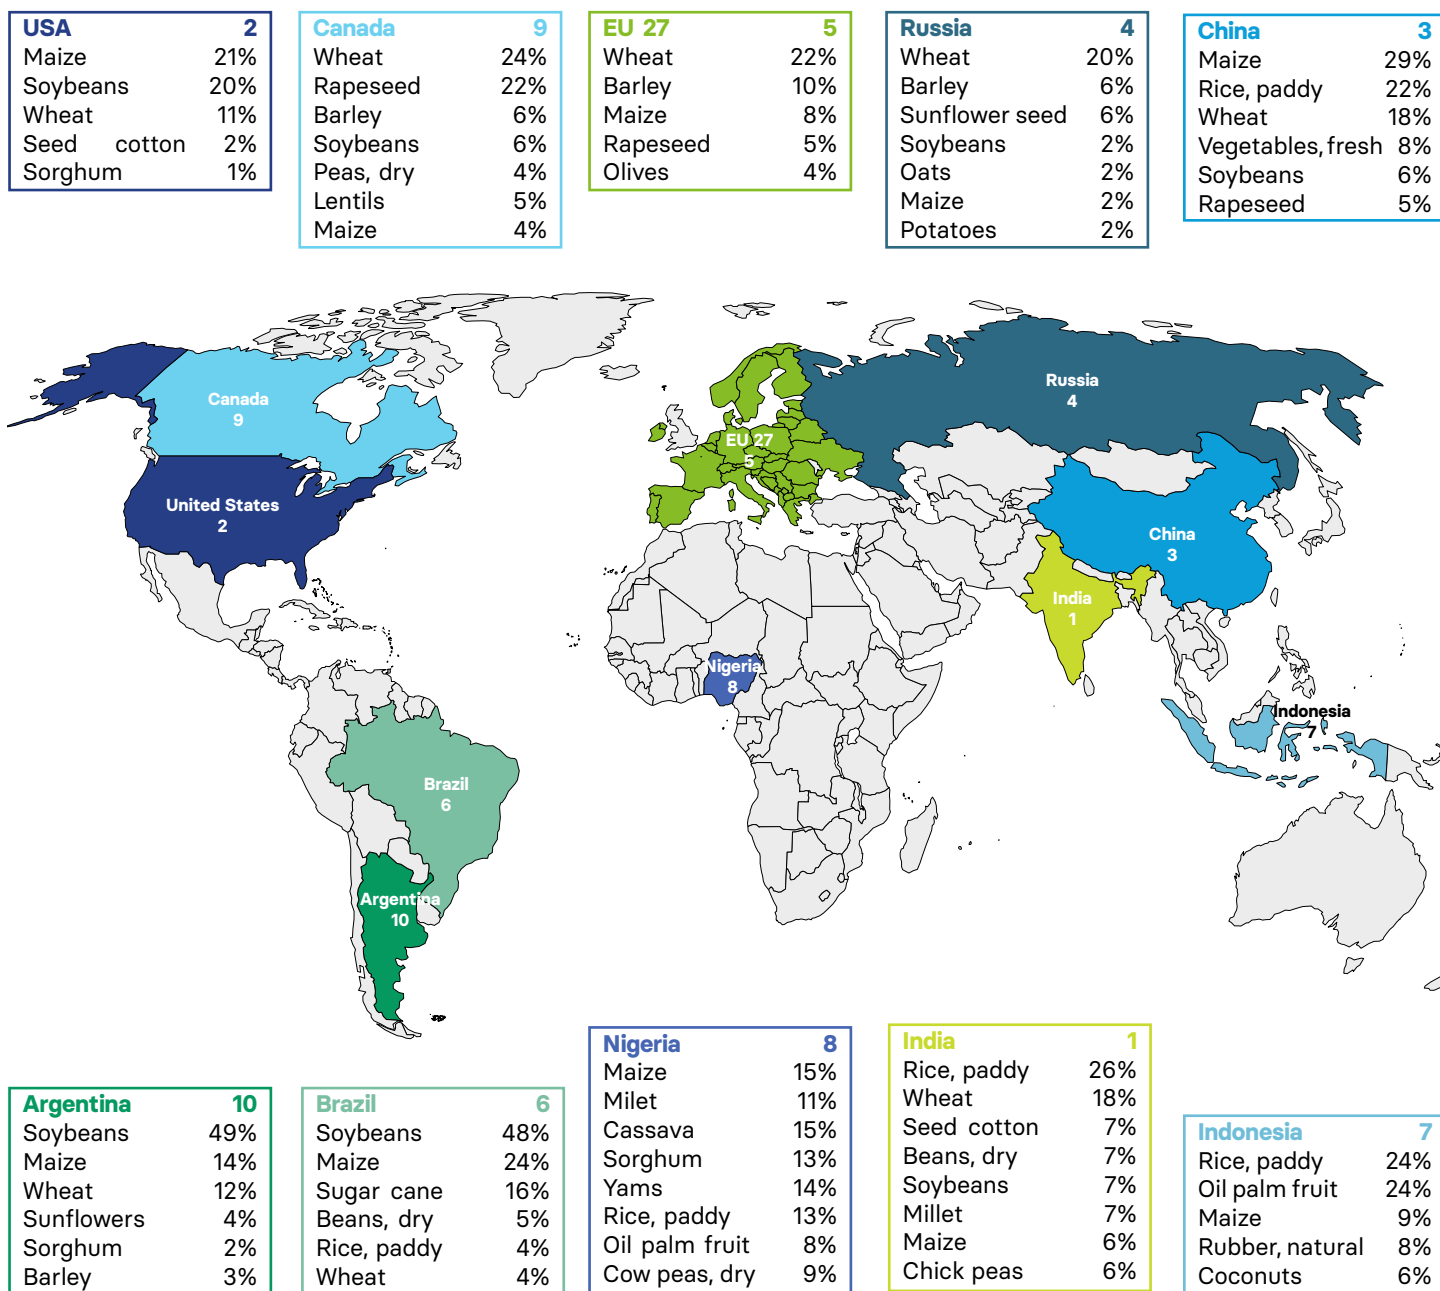 USA 2
Maize 21%
Soybeans 20%
Wheat 11%
Seed cotton 2%
Sorghum 1%
Canada 9
Wheat 24%
Rapeseed 22%
Barley 6%
Soybeans 6%
Peas, dry 4%
Lentils 5%
Maize 4%
EU 27 5
Wheat 22%
Barley 10%
Maize 8%
Rapeseed 5%
Olives 4%
Russia 4
Wheat 20%
Barley 6%
Sunflower seed 6%
Soybeans 2%
Oats 2%
Maize 2%
Potatoes 2%
China 3
Maize 29%
Rice, paddy 22%
Wheat 18%
Vegetables, fresh 8%
Soybeans 6%
Rapeseed 5%
Canada
9
United States
2
EU 27
5
Russia
4
China
3
India
1
Nigeria
8
Indonesia
7
Brazil
6
Argentina
10
Argentina 10
Soybeans 49%
Maize 14%
Wheat 12%
Sunflowers 4%
Sorghum 2%
Barley 3%
Brazil 6
Soybeans 48%
Maize 24%
Sugar cane 16%
Beans, dry 5%
Rice, paddy 4%
Wheat 4%
Nigeria 8
Maize 15%
Milet 11%
Cassava 15%
Sorghum 13%
Yams 14%
Rice, paddy 13%
Oil palm fruit 8%
Cow peas, dry 9%
India 1
Rice, paddy 26%
Wheat 18%
Seed cotton 7%
Beans, dry 7%
Soybeans 7%
Millet 7%
Maize 6%
Chick peas 6%
Indonesia 7
Rice, paddy 24%
Oil palm fruit 24%
Maize 9%
Rubber, natural 8%
Coconuts 6%